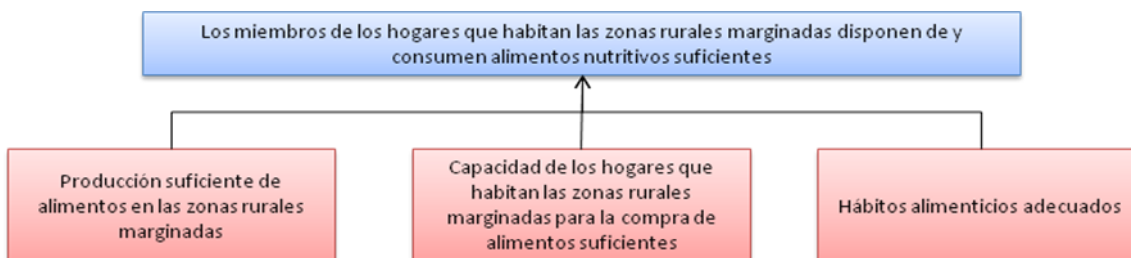 Los miembros de los hogares que habitan las zonas rurales marginadas disponen de y
consumen alimentos nutritivos suficientes
Producción suficiente de
alimentos en las zonas rurales
marginadas
Capacidad de los hogares que
habitan las zonas rurales
marginadas para la compra de
alimentos suficientes
Hábitos alimenticios adecuados